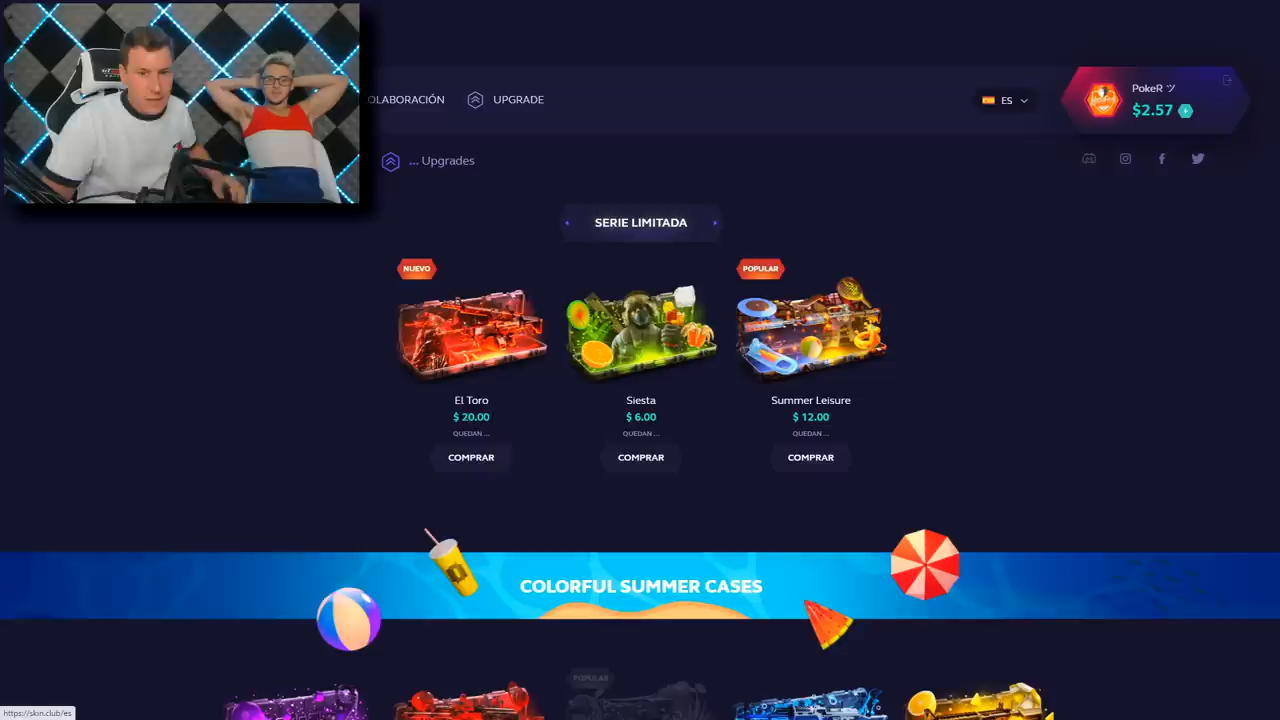 OLABORACIÓN
UPGRADE
ES
PokeR ツ
$2.57
... Upgrades
SERIE LIMITADA
NUEVO
POPULAR
El Toro
Siesta
Summer Leisure
$ 20.00
$ 6.00
$ 12.00
QUEDAN ...
QUEDAN ...
QUEDAN ...
COMPRAR
COMPRAR
COMPRAR
COLORFUL SUMMER CASES
POPULAR
https://skin.club/es